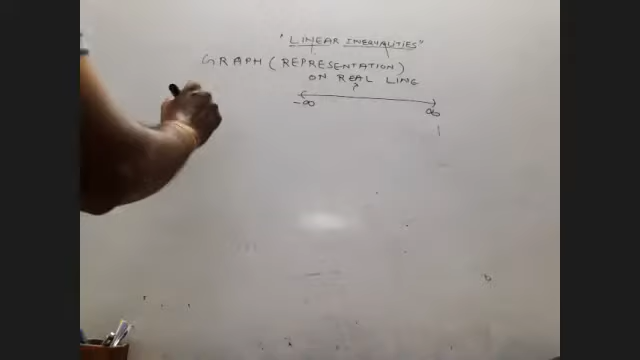 "LINEAR INEQUALITIES"
GRAPH (REPRESENTATION)
ON REAL LINE
-∞ ∞